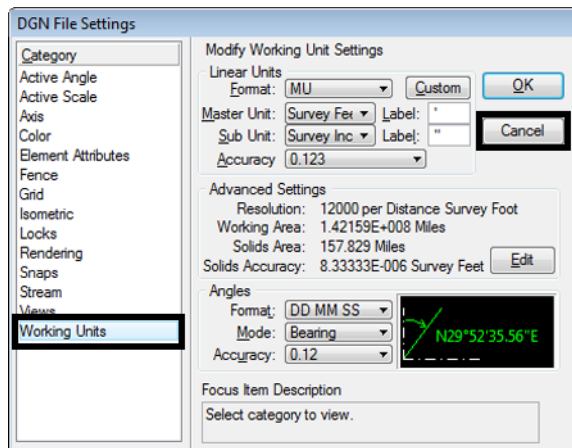 DGN File Settings
Category
Active Angle
Active Scale
Axis
Color
Element Attributes
Fence
Grid
Isometric
Locks
Rendering
Snaps
Stream
Views
Working Units
Modify Working Unit Settings
Linear Units
Format: MU Custom
Master Unit: Survey Fee Label: '
Sub Unit: Survey Inc Label: "
Accuracy 0.123
Advanced Settings
Resolution: 12000 per Distance Survey Foot
Working Area: 1.42159E+008 Miles
Solids Area: 157.829 Miles
Solids Accuracy: 8.33333E-006 Survey Feet Edit
Angles
Format: DD MM SS
Mode: Bearing
Accuracy: 0.12
N29°52'35.56"E
Focus Item Description
Select category to view.
OK
Cancel